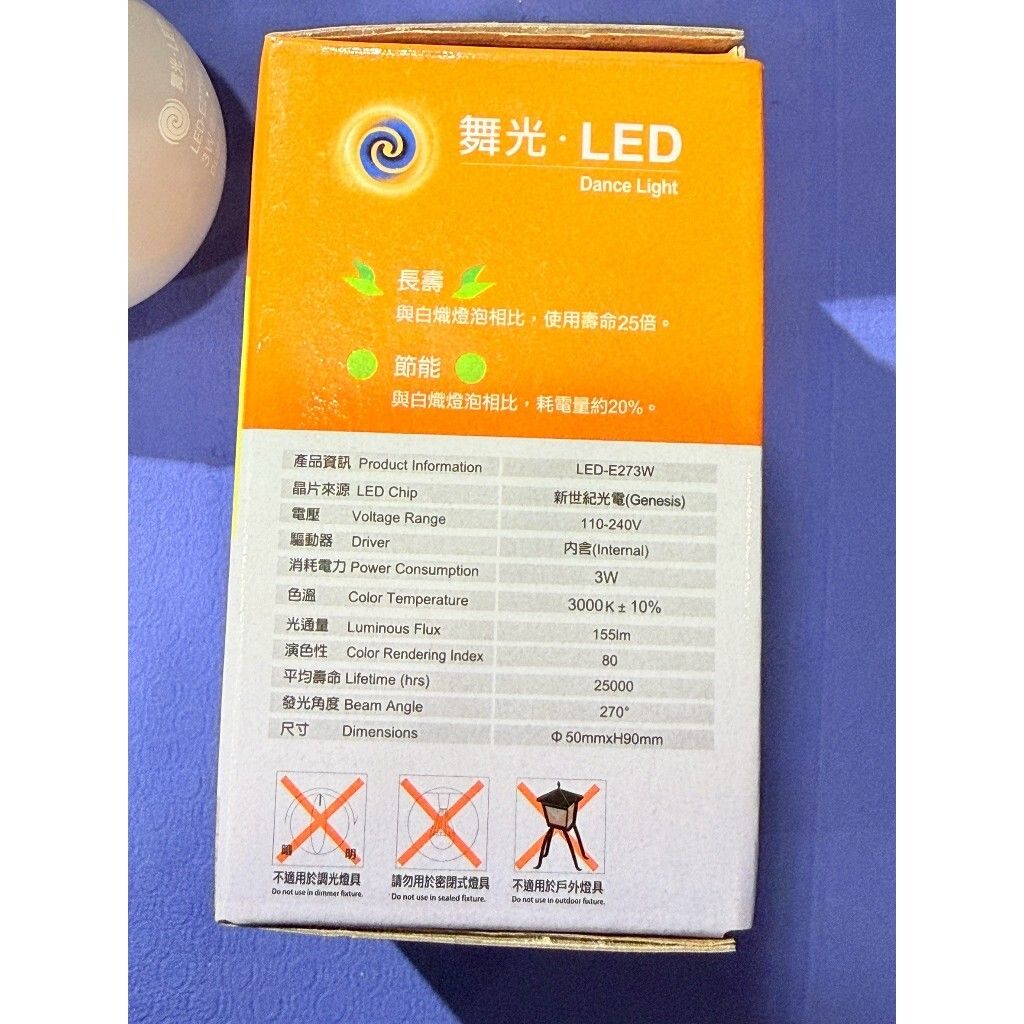 舞光·LED
Dance Light
長壽
與白熾燈泡相比,使用壽命25倍。
節能
與白熾燈泡相比,耗電量約20%。
產品資訊 Product Information LED-E273W
晶片來源 LED Chip 新世紀光電(Genesis)
電壓 Voltage Range 110-240V
驅動器 Driver 內含(Internal)
消耗電力 Power Consumption 3W
色溫 Color Temperature 3000K±10%
光通量 Luminous Flux 155lm
演色性 Color Rendering Index 80
平均壽命 Lifetime (hrs) 25000
發光角度 Beam Angle 270°
尺寸 Dimensions Φ50mmxH90mm
明
不適用於調光燈具 請勿用於密閉式燈具 不適用於戶外燈具
Do not use in dimmer fixture. Do not use in sealed fixture. Do not use in outdoor fixture.